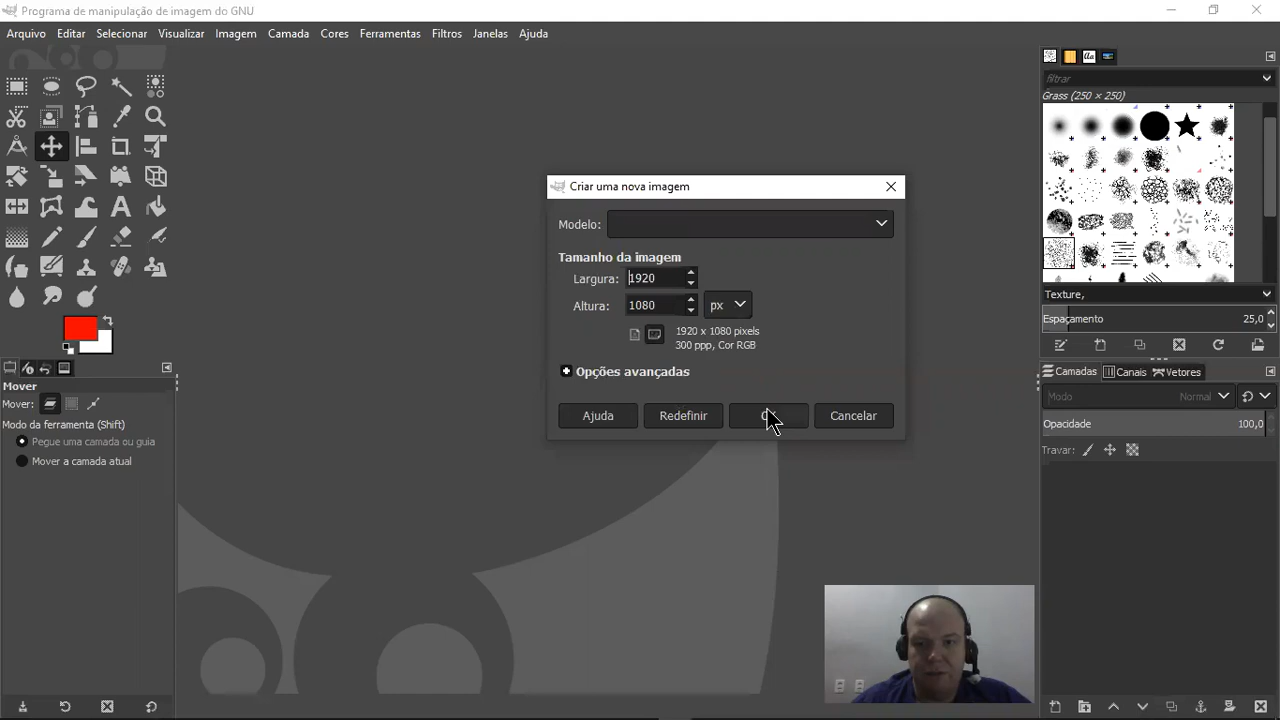 Programa de manipulação de imagem do GNU
Arquivo Editar Selecionar Visualizar Imagem Camada Cores Ferramentas Filtros Janelas Ajuda
filtrar
Grass (250 × 250)
Criar uma nova imagem
Modelo:
Tamanho da imagem
Largura: 1920
Altura: 1080 px
1920 x 1080 pixels
300 ppp, Cor RGB
Opções avançadas
Ajuda Redefinir Cancelar
Texture,
Espaçamento 25,0
Camadas Canais Vetores
Modo Normal
Opacidade 100,0
Travar:
Mover
Mover:
Modo da ferramenta (Shift)
Pegue uma camada ou guia
Mover a camada atual